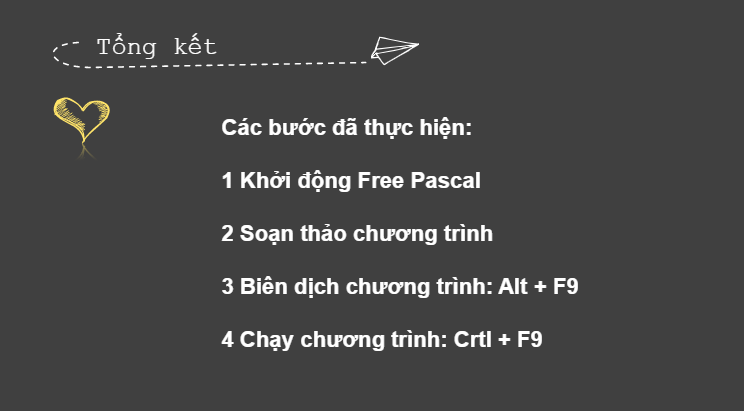 Tổng kết
Các bước đã thực hiện:
1 Khởi động Free Pascal
2 Soạn thảo chương trình
3 Biên dịch chương trình: Alt + F9
4 Chạy chương trình: Crtl + F9